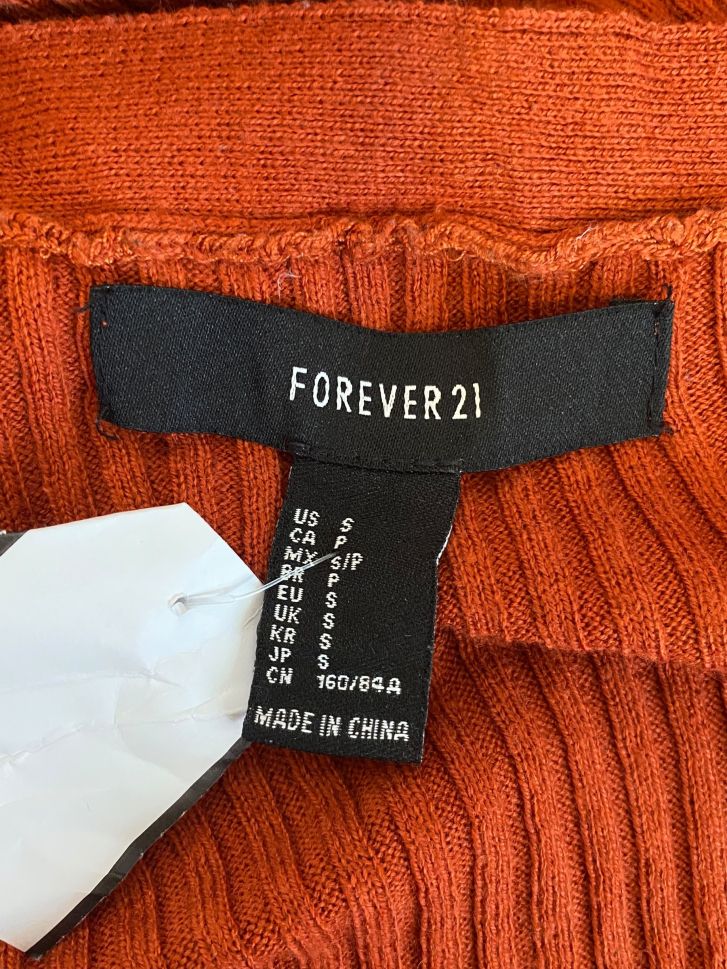 FOREVER 21
US S
CA P
MX S/P
BR P
EU S
UK S
KR S
JP S
CN 160/84A
MADE IN CHINA